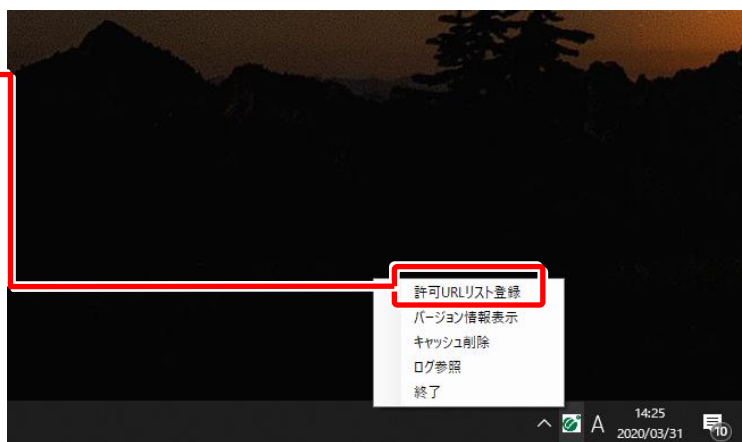 許可URLリスト登録
バージョン情報表示
キャッシュ削除
ログ参照
終了
A
14:25
2020/03/31
10